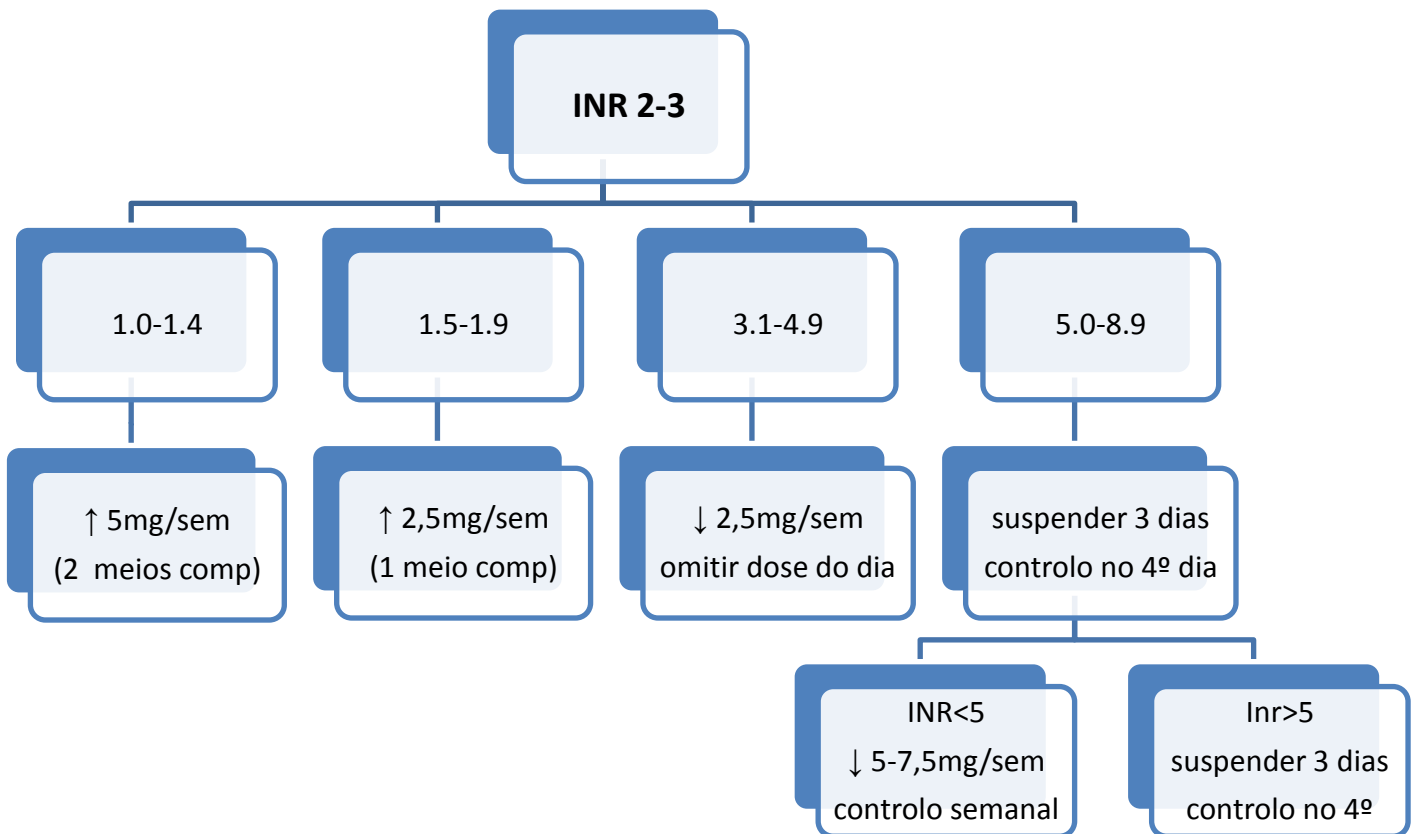 INR 2-3
1.0-1.4
1.5-1.9
3.1-4.9
5.0-8.9
↑ 5mg/sem
(2 meios comp)
↑ 2,5mg/sem
(1 meio comp)
↓ 2,5mg/sem
omitir dose do dia
suspender 3 dias
controlo no 4º dia
INR<5
↓ 5-7,5mg/sem
controlo semanal
Inr>5
suspender 3 dias
controlo no 4º